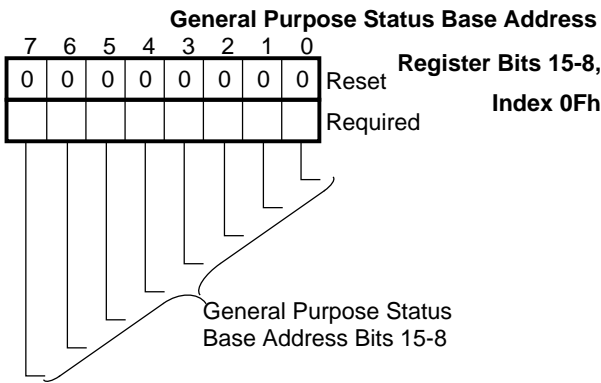 General Purpose Status Base Address
Register Bits 15-8,
Index 0Fh
7 6 5 4 3 2 1 0
0 0 0 0 0 0 0 0 Reset
Required
General Purpose Status
Base Address Bits 15-8